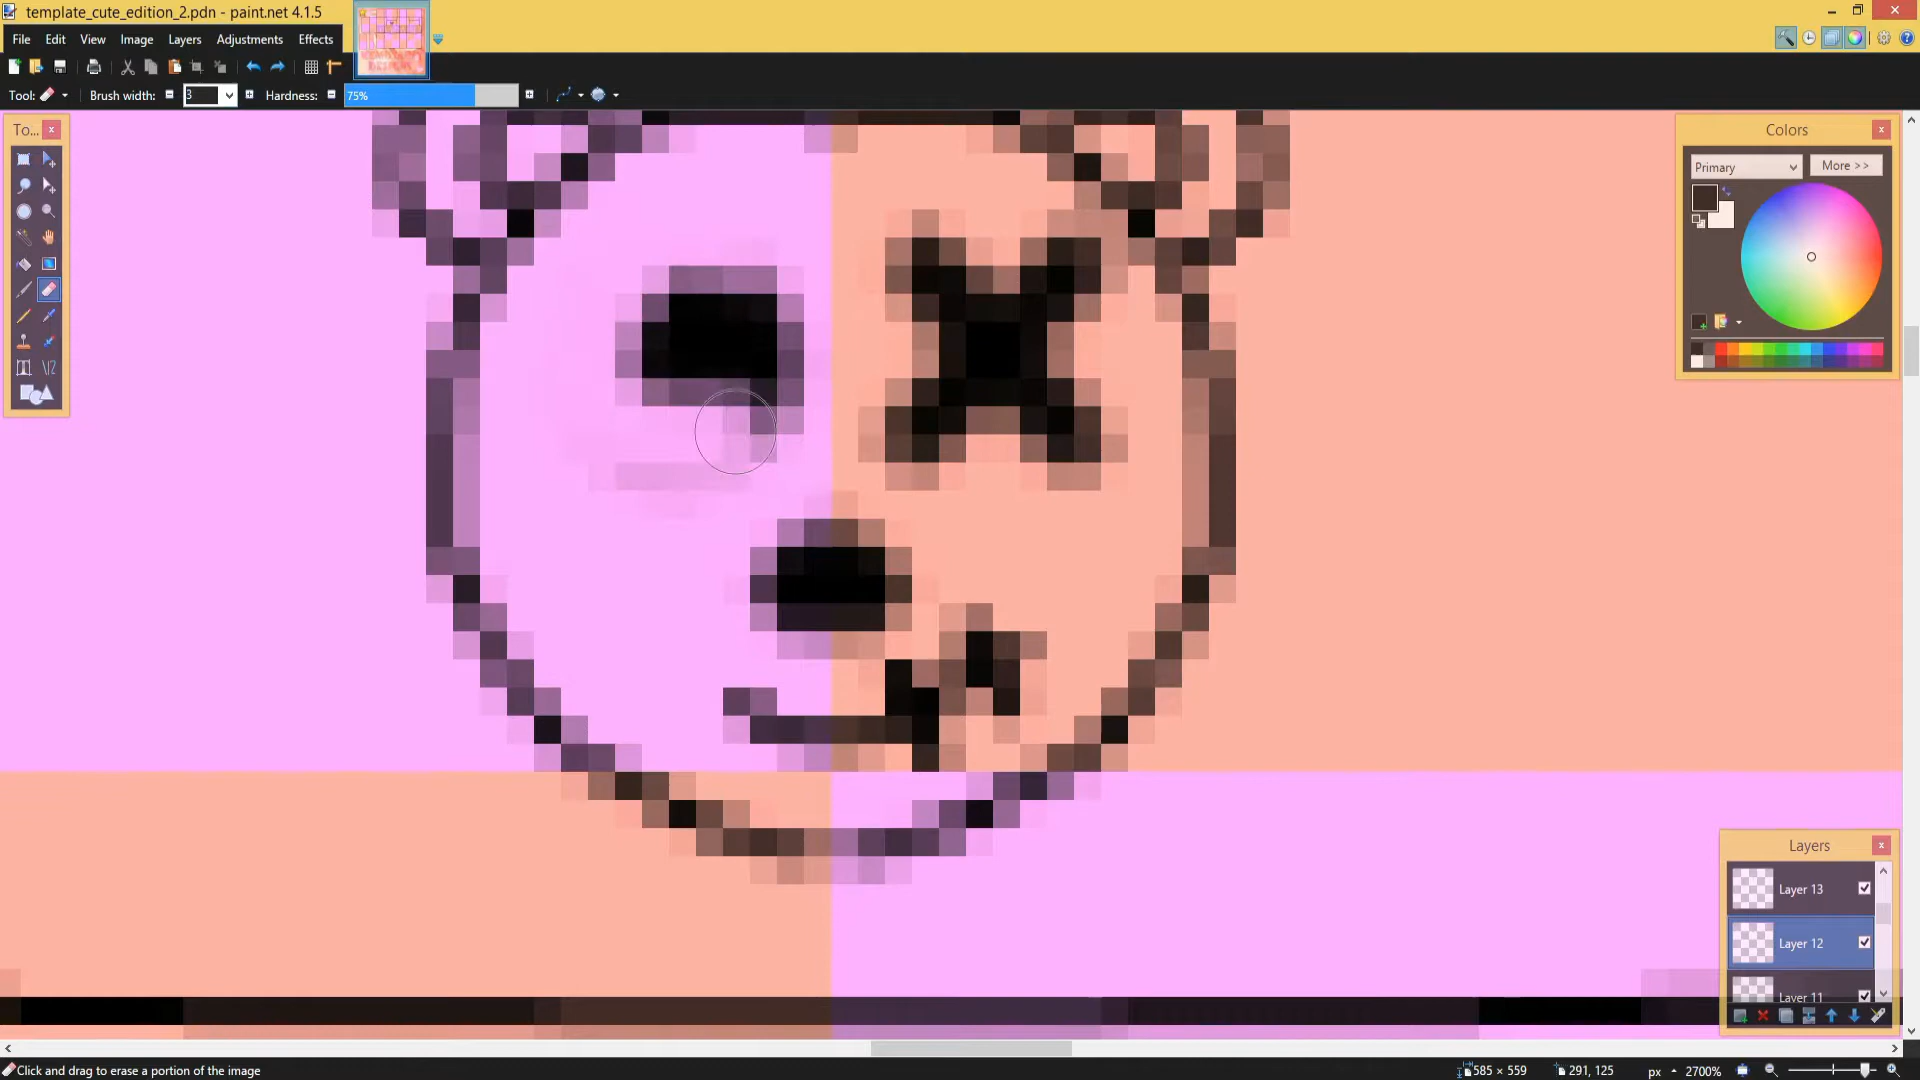 template_cute_edition_2.pdn - paint.net 4.1.5
File Edit View Image Layers Adjustments Effects
Tool: Brush width: 3 Hardness: 75%
To...
Colors
Primary More >>
Layers
Layer 13
Layer 12
Layer 11
Click and drag to erase a portion of the image 585 × 559 291, 125 px 2700%